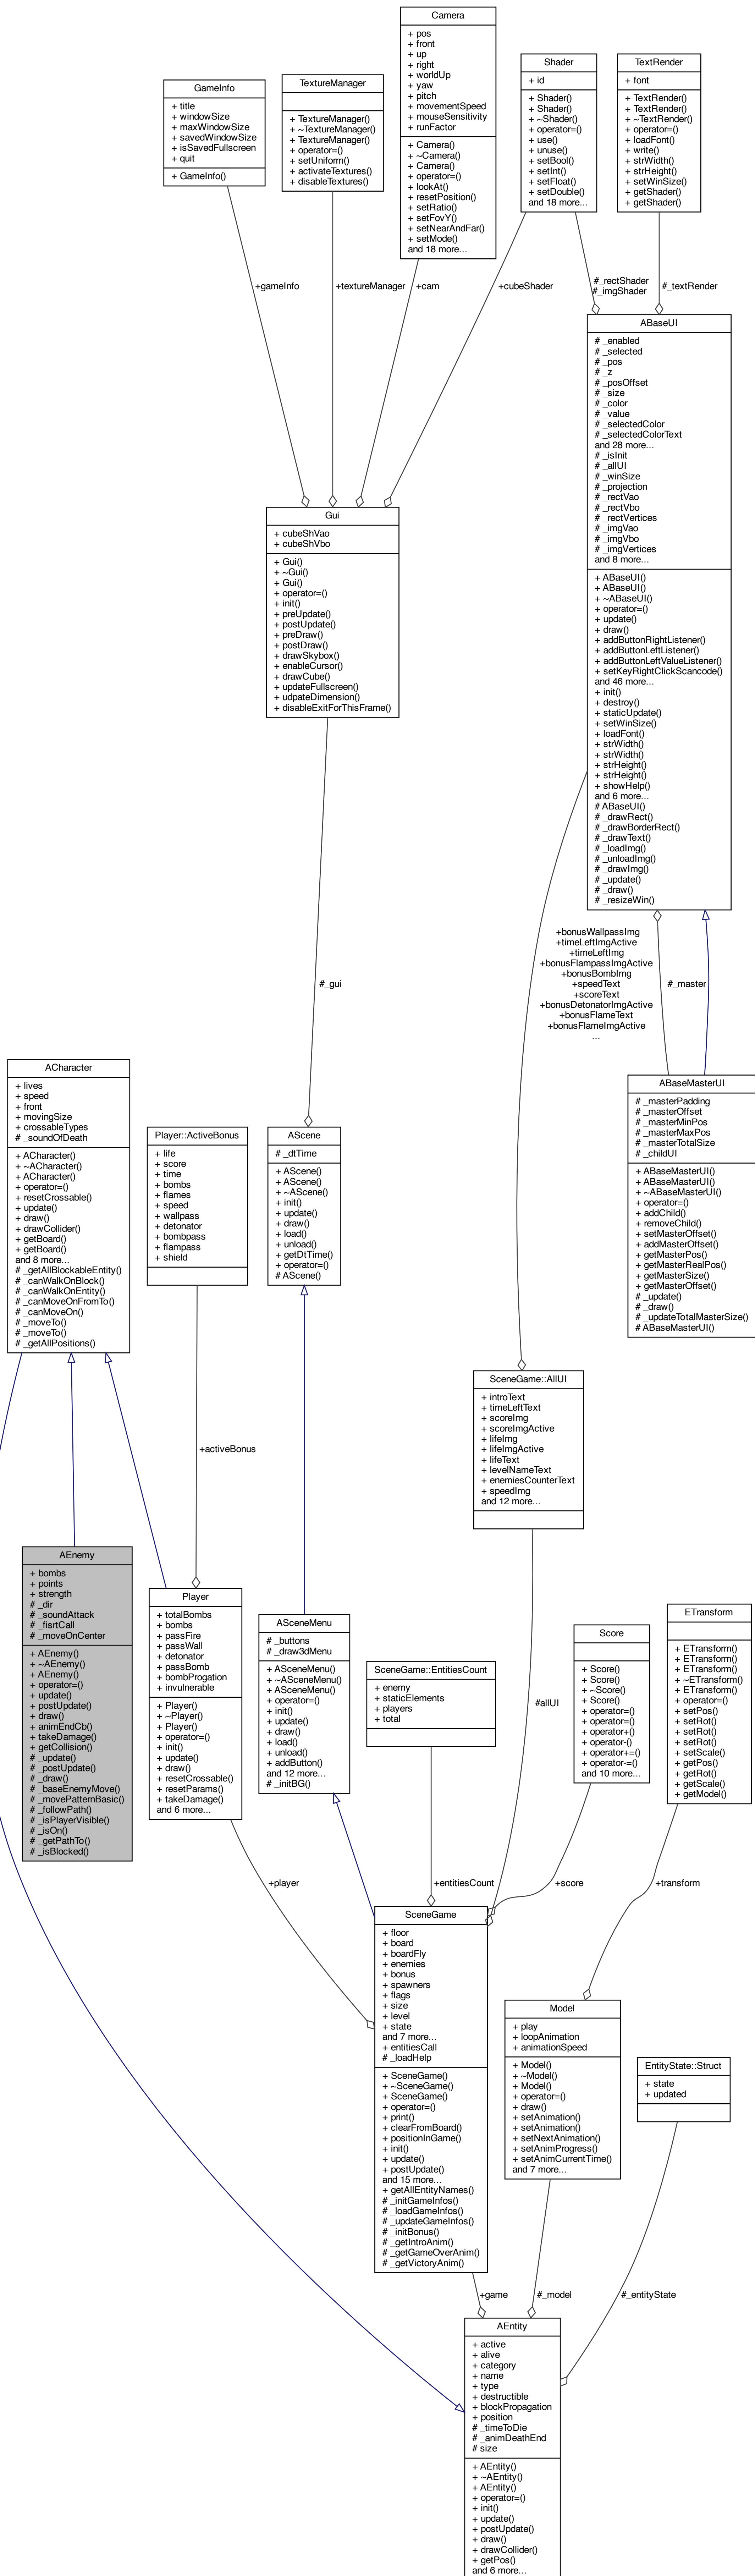 Camera
+ pos
+ front
+ up
+ right
+ worldUp
+ yaw
+ pitch
+ movementSpeed
+ mouseSensitivity
+ runFactor
+ Camera()
+ ~Camera()
+ Camera()
+ operator=()
+ lookAt()
+ resetPosition()
+ setRatio()
+ setFovY()
+ setNearAndFar()
+ setMode()
and 18 more...
Shader
+ id
+ Shader()
+ Shader()
+ ~Shader()
+ operator=()
+ use()
+ unuse()
+ setBool()
+ setInt()
+ setFloat()
+ setDouble()
and 18 more...
TextRender
+ font
+ TextRender()
+ TextRender()
+ ~TextRender()
+ operator=()
+ loadFont()
+ write()
+ strWidth()
+ strHeight()
+ setWinSize()
+ getShader()
+ getShader()
TextureManager
+ TextureManager()
+ ~TextureManager()
+ TextureManager()
+ operator=()
+ setUniform()
+ activateTextures()
+ disableTextures()
GameInfo
+ title
+ windowSize
+ maxWindowSize
+ savedWindowSize
+ isSavedFullscreen
+ quit
+ GameInfo()
+gameInfo
+textureManager
+cam
+cubeShader
#_rectShader
#_imgShader
#_textRender
ABaseUI
# _enabled
# _selected
# _pos
# _z
# _posOffset
# _size
# _color
# _value
# _selectedColor
# _selectedColorText
and 28 more...
# _isInit
# _allUI
# _winSize
# _projection
# _rectVao
# _rectVbo
# _rectVertices
# _imgVao
# _imgVbo
# _imgVertices
and 8 more...
+ ABaseUI()
+ ABaseUI()
+ ~ABaseUI()
+ operator=()
+ update()
+ draw()
+ addButtonRightListener()
+ addButtonLeftListener()
+ addButtonLeftValueListener()
+ setKeyRightClickScancode()
and 46 more...
+ init()
+ destroy()
+ staticUpdate()
+ setWinSize()
+ loadFont()
+ strWidth()
+ strWidth()
+ strHeight()
+ strHeight()
+ showHelp()
and 6 more...
# ABaseUI()
# _drawRect()
# _drawBorderRect()
# _drawText()
# _loadImg()
# _unloadImg()
# _drawImg()
# _update()
# _draw()
# _resizeWin()
Gui
+ cubeShVao
+ cubeShVbo
+ Gui()
+ ~Gui()
+ Gui()
+ operator=()
+ init()
+ preUpdate()
+ postUpdate()
+ preDraw()
+ postDraw()
+ drawSkybox()
+ enableCursor()
+ drawCube()
+ updateFullscreen()
+ udpateDimension()
+ disableExitForThisFrame()
#_gui
+bonusWallpassImg
+timeLeftImgActive
+timeLeftImg
+bonusFlampassImgActive
+bonusBombImg
+speedText
+scoreText
+bonusDetonatorImgActive
+bonusFlameText
+bonusFlameImgActive
...
#_master
ABaseMasterUI
# _masterPadding
# _masterOffset
# _masterMinPos
# _masterMaxPos
# _masterTotalSize
# _childUI
+ ABaseMasterUI()
+ ABaseMasterUI()
+ ~ABaseMasterUI()
+ operator=()
+ addChild()
+ removeChild()
+ setMasterOffset()
+ addMasterOffset()
+ getMasterPos()
+ getMasterRealPos()
+ getMasterSize()
+ getMasterOffset()
# _update()
# _draw()
# _updateTotalMasterSize()
# ABaseMasterUI()
ACharacter
+ lives
+ speed
+ front
+ movingSize
+ crossableTypes
# _soundOfDeath
+ ACharacter()
+ ~ACharacter()
+ ACharacter()
+ operator=()
+ resetCrossable()
+ update()
+ draw()
+ drawCollider()
+ getBoard()
+ getBoard()
and 8 more...
# _getAllBlockableEntity()
# _canWalkOnBlock()
# _canWalkOnEntity()
# _canMoveOnFromTo()
# _canMoveOn()
# _moveTo()
# _moveTo()
# _getAllPositions()
Player::ActiveBonus
+ life
+ score
+ time
+ bombs
+ flames
+ speed
+ wallpass
+ detonator
+ bombpass
+ flampass
+ shield
AScene
# _dtTime
+ AScene()
+ AScene()
+ ~AScene()
+ init()
+ update()
+ draw()
+ load()
+ unload()
+ getDtTime()
+ operator=()
# AScene()
SceneGame::AllUI
+ introText
+ timeLeftText
+ scoreImg
+ scoreImgActive
+ lifeImg
+ lifeImgActive
+ lifeText
+ levelNameText
+ enemiesCounterText
+ speedImg
and 12 more...
+activeBonus
AEnemy
+ bombs
+ points
+ strength
# _dir
# _soundAttack
# _fisrtCall
# _moveOnCenter
+ AEnemy()
+ ~AEnemy()
+ AEnemy()
+ operator=()
+ update()
+ postUpdate()
+ draw()
+ animEndCb()
+ takeDamage()
+ getCollision()
# _update()
# _postUpdate()
# _draw()
# _baseEnemyMove()
# _movePatternBasic()
# _followPath()
# _isPlayerVisible()
# _isOn()
# _getPathTo()
# _isBlocked()
Player
+ totalBombs
+ bombs
+ passFire
+ passWall
+ detonator
+ passBomb
+ bombProgation
+ invulnerable
+ Player()
+ ~Player()
+ Player()
+ operator=()
+ init()
+ update()
+ draw()
+ resetCrossable()
+ resetParams()
+ takeDamage()
and 6 more...
ASceneMenu
# _buttons
# _draw3dMenu
+ ASceneMenu()
+ ~ASceneMenu()
+ ASceneMenu()
+ operator=()
+ init()
+ update()
+ draw()
+ load()
+ unload()
+ addButton()
and 12 more...
# _initBG()
SceneGame::EntitiesCount
+ enemy
+ staticElements
+ players
+ total
#allUI
Score
+ Score()
+ Score()
+ ~Score()
+ Score()
+ operator=()
+ operator=()
+ operator+()
+ operator-()
+ operator+=()
+ operator-=()
and 10 more...
ETransform
+ ETransform()
+ ETransform()
+ ETransform()
+ ~ETransform()
+ ETransform()
+ operator=()
+ setPos()
+ setRot()
+ setRot()
+ setRot()
+ setScale()
+ getPos()
+ getRot()
+ getScale()
+ getModel()
+player
+entitiesCount
+score
+transform
SceneGame
+ floor
+ board
+ boardFly
+ enemies
+ bonus
+ spawners
+ flags
+ size
+ level
+ state
and 7 more...
+ entitiesCall
# _loadHelp
+ SceneGame()
+ ~SceneGame()
+ SceneGame()
+ operator=()
+ print()
+ clearFromBoard()
+ positionInGame()
+ init()
+ update()
+ postUpdate()
and 15 more...
+ getAllEntityNames()
# _initGameInfos()
# _loadGameInfos()
# _updateGameInfos()
# _initBonus()
# _getIntroAnim()
# _getGameOverAnim()
# _getVictoryAnim()
Model
+ play
+ loopAnimation
+ animationSpeed
+ Model()
+ ~Model()
+ Model()
+ operator=()
+ draw()
+ setAnimation()
+ setAnimation()
+ setNextAnimation()
+ setAnimProgress()
+ setAnimCurrentTime()
and 7 more...
EntityState::Struct
+ state
+ updated
+game
#_model
#_entityState
AEntity
+ active
+ alive
+ category
+ name
+ type
+ destructible
+ blockPropagation
+ position
# _timeToDie
# _animDeathEnd
# size
+ AEntity()
+ ~AEntity()
+ AEntity()
+ operator=()
+ init()
+ update()
+ postUpdate()
+ draw()
+ drawCollider()
+ getPos()
and 6 more...